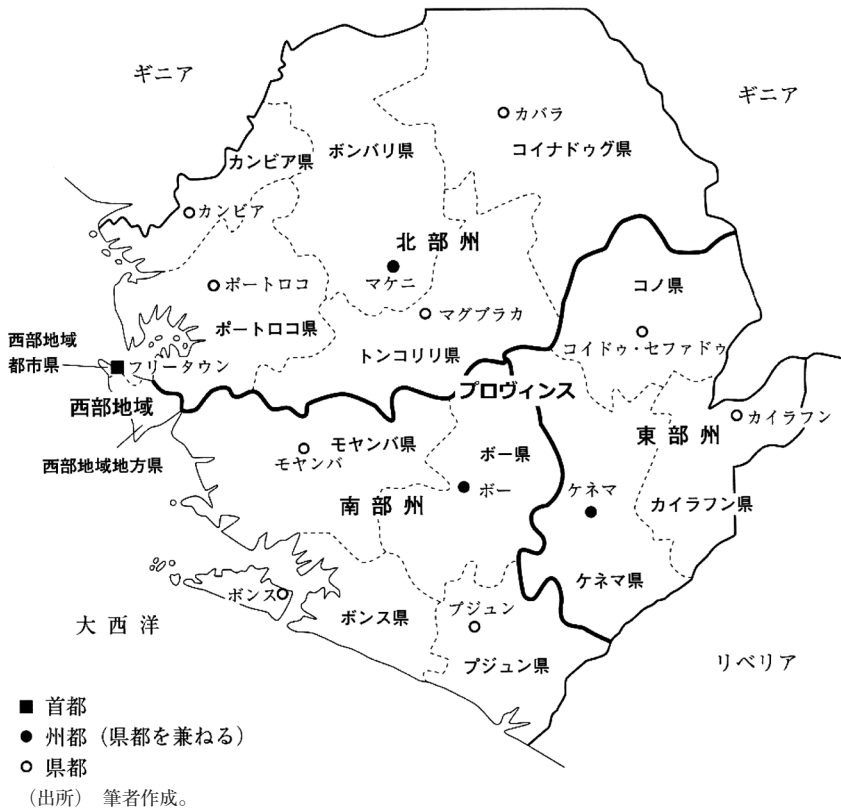 ギニア
ギニア
カバラ
カンビア県
ボンバリ県
コイナドゥグ県
カンビア
北部州
マケニ
コノ県
ポートロコ
マグブラカ
ポートロコ県
トンコリリ県
コイドゥ・セファドゥ
西部地域
都市県
フリータウン
プロヴィンス
西部地域
カイラフン
東部州
モヤンバ県
ボー県
西部地域地方県
モヤンバ
ボー
ケネマ
南部州
カイラフン県
ケネマ県
ボンス
ボンス県
プジュン
大西洋
プジュン県
リベリア
■ 首都
● 州都（県都を兼ねる）
○ 県都
（出所） 筆者作成。